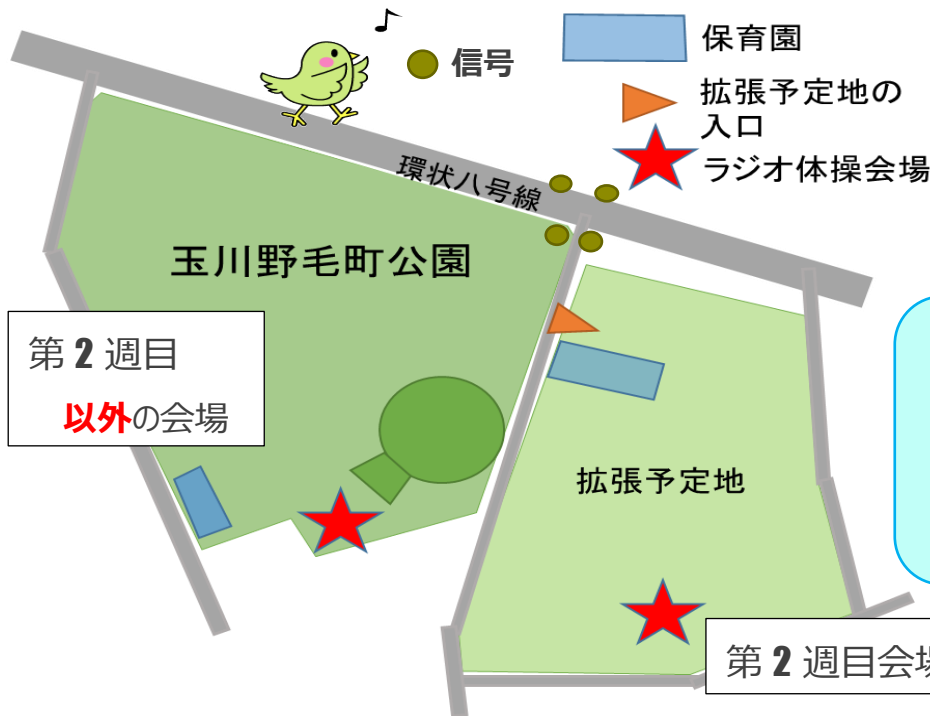 信号
保育園
拡張予定地の
入口
ラジオ体操会場
環状八号線
玉川野毛町公園
第2週目
以外の会場
拡張予定地
第2週目会場